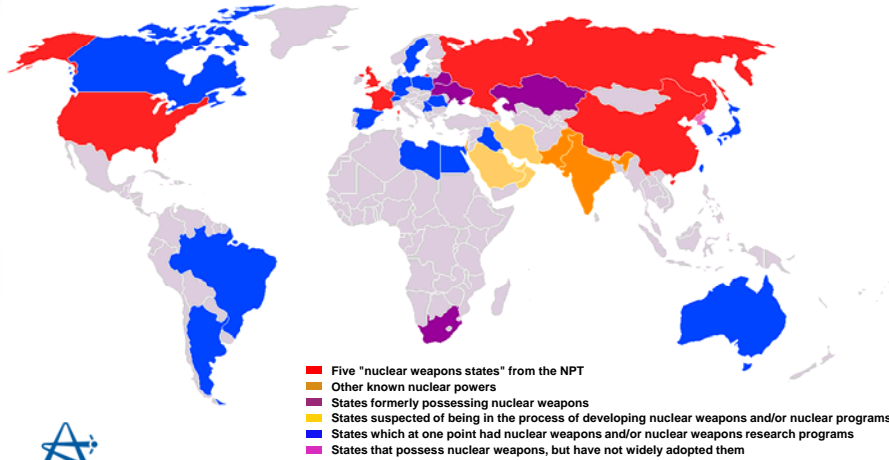 Five "nuclear weapons states" from the NPT
Other known nuclear powers
States formerly possessing nuclear weapons
States suspected of being in the process of developing nuclear weapons and/or nuclear programs
States which at one point had nuclear weapons and/or nuclear weapons research programs
States that possess nuclear weapons, but have not widely adopted them